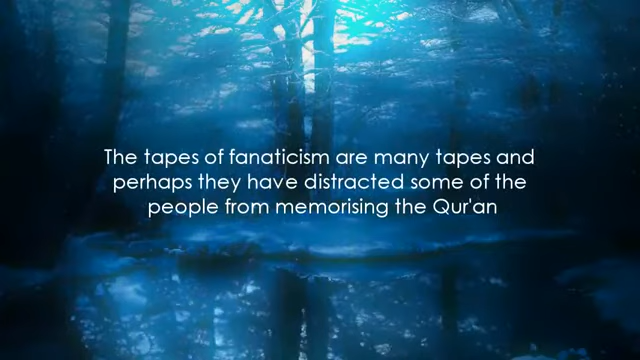 The tapes of fanaticism are many tapes and
perhaps they have distracted some of the
people from memorising the Qur'an